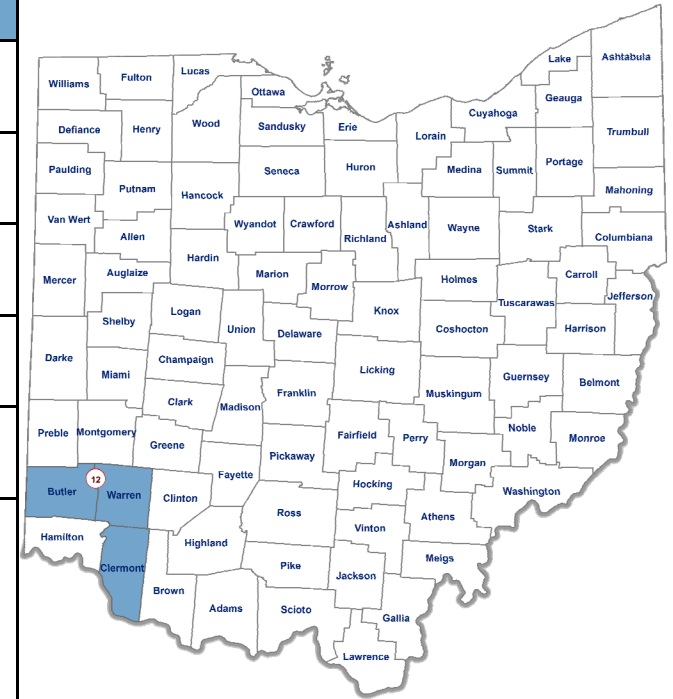 Lake
Ashtabula
Williams
Fulton
Lucas
Ottawa
Geauga
Cuyahoga
Defiance
Henry
Wood
Sandusky
Erie
Lorain
Trumbull
Paulding
Putnam
Hancock
Seneca
Huron
Medina
Summit
Portage
Mahoning
Van Wert
Allen
Wyandot
Crawford
Richland
Ashland
Wayne
Stark
Columbiana
Mercer
Auglaize
Hardin
Marion
Morrow
Holmes
Tuscarawas
Carroll
Jefferson
Shelby
Logan
Union
Delaware
Knox
Coshocton
Harrison
Darke
Miami
Champaign
Clark
Madison
Franklin
Licking
Muskingum
Guernsey
Belmont
Preble
Montgomery
Greene
Pickaway
Fairfield
Perry
Morgan
Noble
Monroe
Butler
12
Warren
Clinton
Fayette
Ross
Hocking
Athens
Washington
Hamilton
Clermont
Highland
Vinton
Meigs
Brown
Adams
Pike
Scioto
Jackson
Gallia
Lawrence